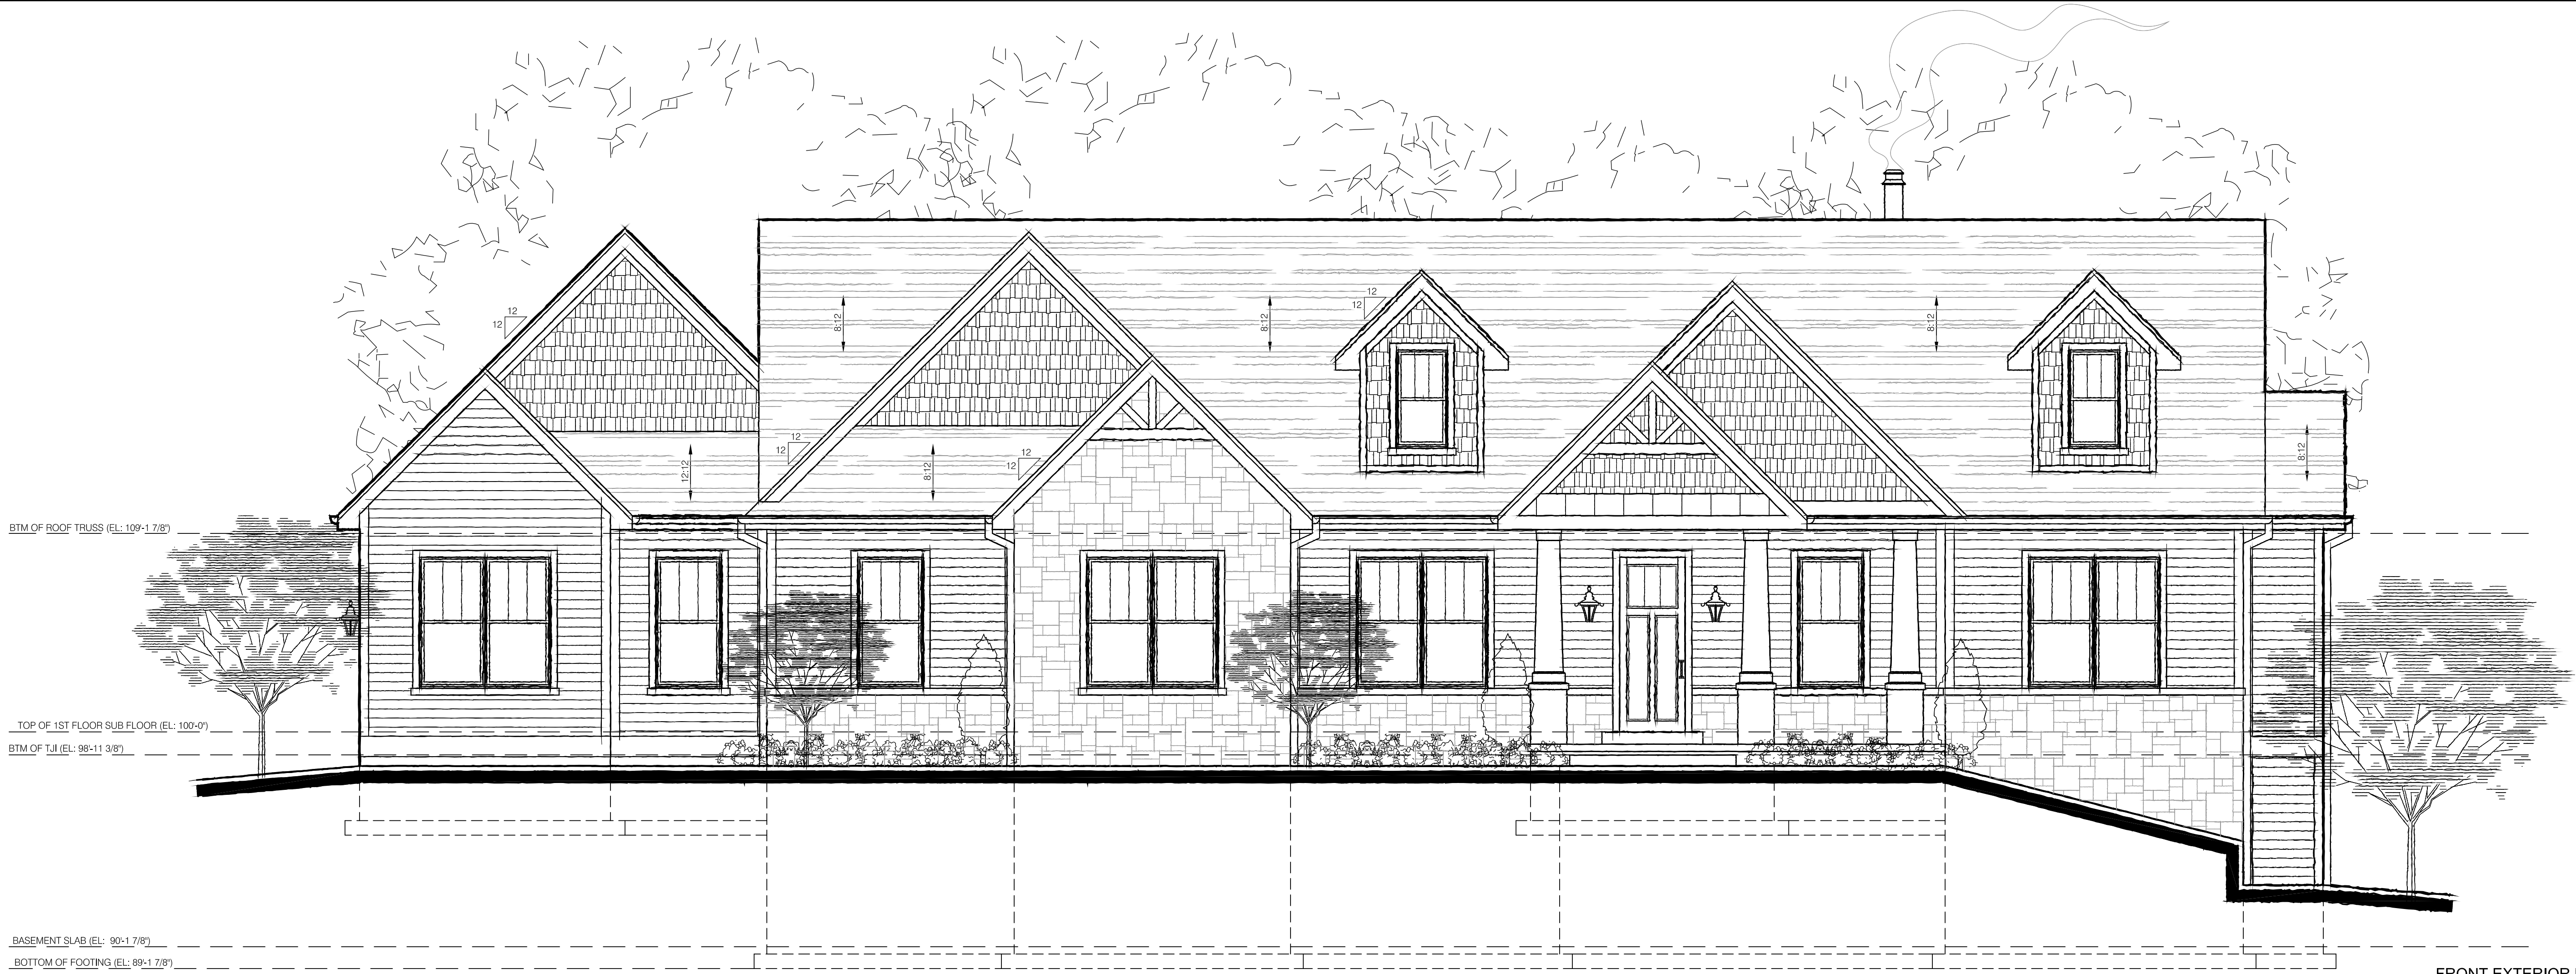 12
12
8:12
8:12
12
12
8:12
12
12
12:12
8:12
12
12
8:12
BTM OF ROOF TRUSS (EL: 109'-1 7/8")
TOP OF 1ST FLOOR SUB FLOOR (EL: 100'-0")
BTM OF TJI (EL: 98'-11 3/8")
BASEMENT SLAB (EL: 90'-1 7/8")
BOTTOM OF FOOTING (EL: 89'-1 7/8")
FRONT EXTERIOR